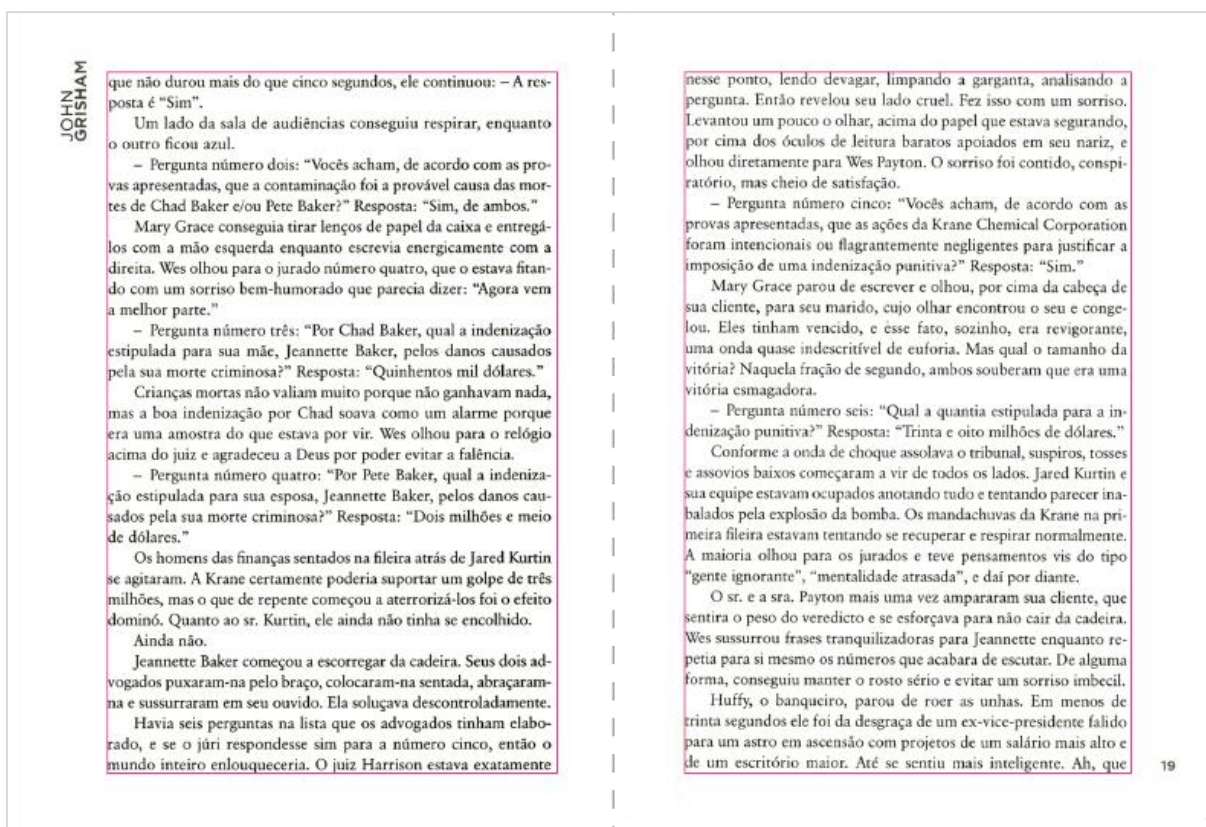 JOHN
GRISHAM
que não durou mais do que cinco segundos, ele continuou: – A res-
posta é “Sim”.
Um lado da sala de audiências conseguiu respirar, enquanto
o outro ficou azul.
– Pergunta número dois: “Vocês acham, de acordo com as pro-
vas apresentadas, que a contaminação foi a provável causa das mor-
tes de Chad Baker e/ou Pete Baker?” Resposta: “Sim, de ambos.”
Mary Grace conseguia tirar lenços de papel da caixa e entregá-
los com a mão esquerda enquanto escrevia energicamente com a
direita. Wes olhou para o jurado número quatro, que o estava fitan-
do com um sorriso bem-humorado que parecia dizer: “Agora vem
a melhor parte.”
– Pergunta número três: “Por Chad Baker, qual a indenização
estipulada para sua mãe, Jeannette Baker, pelos danos causados
pela sua morte criminosa?” Resposta: “Quinhentos mil dólares.”
Crianças mortas não valiam muito porque não ganhavam nada,
mas a boa indenização por Chad soava como um alarme porque
era uma amostra do que estava por vir. Wes olhou para o relógio
acima do juiz e agradeceu a Deus por poder evitar a falência.
– Pergunta número quatro: “Por Pete Baker, qual a indeniza-
ção estipulada para sua esposa, Jeannette Baker, pelos danos cau-
sados pela sua morte criminosa?” Resposta: “Dois milhões e meio
de dólares.”
Os homens das finanças sentados na fileira atrás de Jared Kurtin
se agitaram. A Krane certamente poderia suportar um golpe de três
milhões, mas o que de repente começou a aterrorizá-los foi o efeito
dominó. Quanto ao sr. Kurtin, ele ainda não tinha se encolhido.
Ainda não.
Jeannette Baker começou a escorregar da cadeira. Seus dois ad-
vogados puxaram-na pelo braço, colocaram-na sentada, abraçaram-
na e sussurraram em seu ouvido. Ela soluçava descontroladamente.
Havia seis perguntas na lista que os advogados tinham elabo-
rado, e se o júri respondesse sim para a número cinco, então o
mundo inteiro enlouqueceria. O juiz Harrison estava exatamente
nesse ponto, lendo devagar, limpando a garganta, analisando a
pergunta. Então revelou seu lado cruel. Fez isso com um sorriso.
Levantou um pouco o olhar, acima do papel que estava segurando,
por cima dos óculos de leitura baratos apoiados em seu nariz, e
olhou diretamente para Wes Payton. O sorriso foi contido, conspi-
ratório, mas cheio de satisfação.
– Pergunta número cinco: “Vocês acham, de acordo com as
provas apresentadas, que as ações da Krane Chemical Corporation
foram intencionais ou flagrantemente negligentes para justificar a
imposição de uma indenização punitiva?” Resposta: “Sim.”
Mary Grace parou de escrever e olhou, por cima da cabeça de
sua cliente, para seu marido, cujo olhar encontrou o seu e conge-
lou. Eles tinham vencido, e esse fato, sozinho, era revigorante,
uma onda quase indescritível de euforia. Mas qual o tamanho da
vitória? Naquela fração de segundo, ambos souberam que era uma
vitória esmagadora.
– Pergunta número seis: “Qual a quantia estipulada para a in-
denização punitiva?” Resposta: “Trinta e oito milhões de dólares.”
Conforme a onda de choque assolava o tribunal, suspiros, tosses
e assovios baixos começaram a vir de todos os lados. Jared Kurtin e
sua equipe estavam ocupados anotando tudo e tentando parecer ina-
balados pela explosão da bomba. Os mandachuvas da Krane na pri-
meira fileira estavam tentando se recuperar e respirar normalmente.
A maioria olhou para os jurados e teve pensamentos vis do tipo
“gente ignorante”, “mentalidade atrasada”, e daí por diante.
O sr. e a sra. Payton mais uma vez ampararam sua cliente, que
sentira o peso do veredicto e se esforçava para não cair da cadeira.
Wes sussurrou frases tranquilizadoras para Jeannette enquanto re-
petia para si mesmo os números que acabara de escutar. De alguma
forma, conseguiu manter o rosto sério e evitar um sorriso imbecil.
Huffy, o banqueiro, parou de roer as unhas. Em menos de
trinta segundos ele foi da desgraça de um ex-vice-presidente falido
para um astro em ascensão com projetos de um salário mais alto e
de um escritório maior. Até se sentiu mais inteligente. Ah, que
19